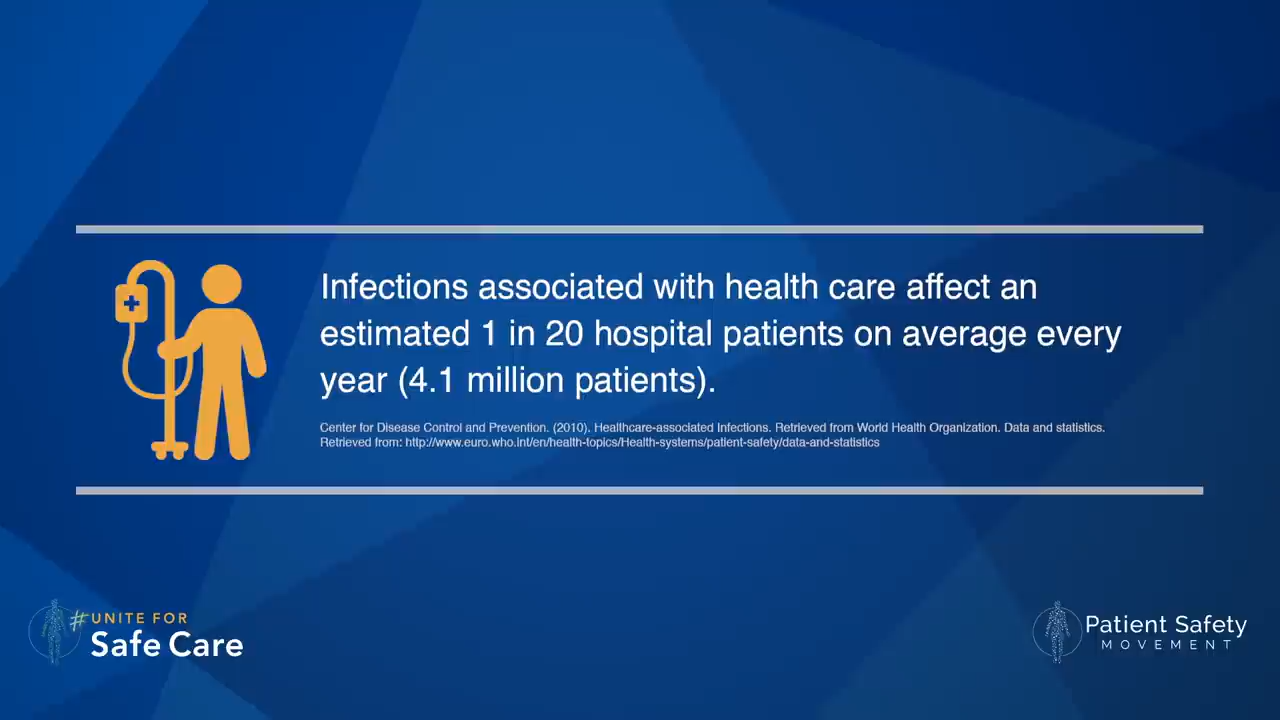 Infections associated with health care affect an
estimated 1 in 20 hospital patients on average every
year (4.1 million patients).
Center for Disease Control and Prevention. (2010). Healthcare-associated Infections. Retrieved from World Health Organization. Data and statistics.
Retrieved from: http://www.euro.who.int/en/health-topics/Health-systems/patient-safety/data-and-statistics
#UNITE FOR
Safe Care
Patient Safety
MOVEMENT